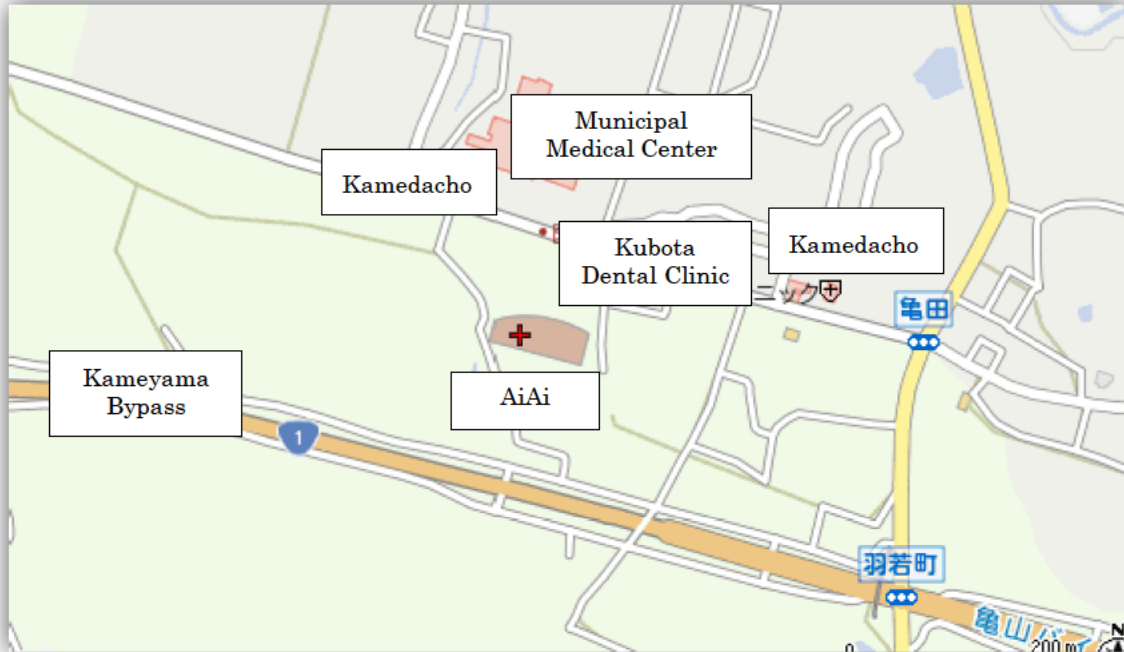 Municipal
Medical Center
Kamedacho
Kubota
Dental Clinic
Kamedacho
ニック
亀田
Kameyama
Bypass
AiAi
1
羽若町
亀山バイ
200 m
N